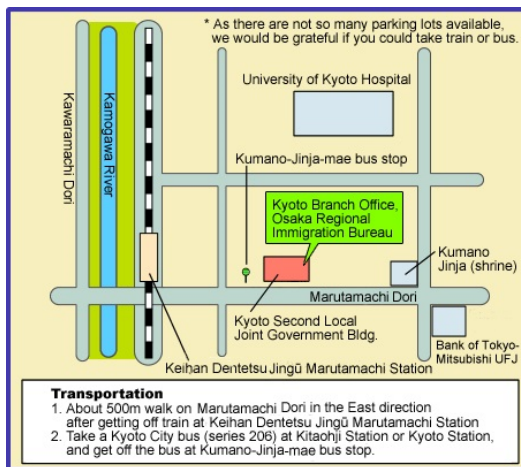 * As there are not so many parking lots available,
we would be grateful if you could take train or bus.
University of Kyoto Hospital
Kawaramachi Dori
Kamogawa River
Kumano-Jinja-mae bus stop
Kyoto Branch Office,
Osaka Regional
Immigration Bureau
Kumano
Jinja (shrine)
Marutamachi Dori
Kyoto Second Local
Joint Government Bldg.
Bank of Tokyo-
Mitsubishi UFJ
Keihan Dentetsu Jingū Marutamachi Station
Transportation
1. About 500m walk on Marutamachi Dori in the East direction
after getting off train at Keihan Dentetsu Jingū Marutamachi Station
2. Take a Kyoto City bus (series 206) at Kitaohji Station or Kyoto Station,
and get off the bus at Kumano-Jinja-mae bus stop.